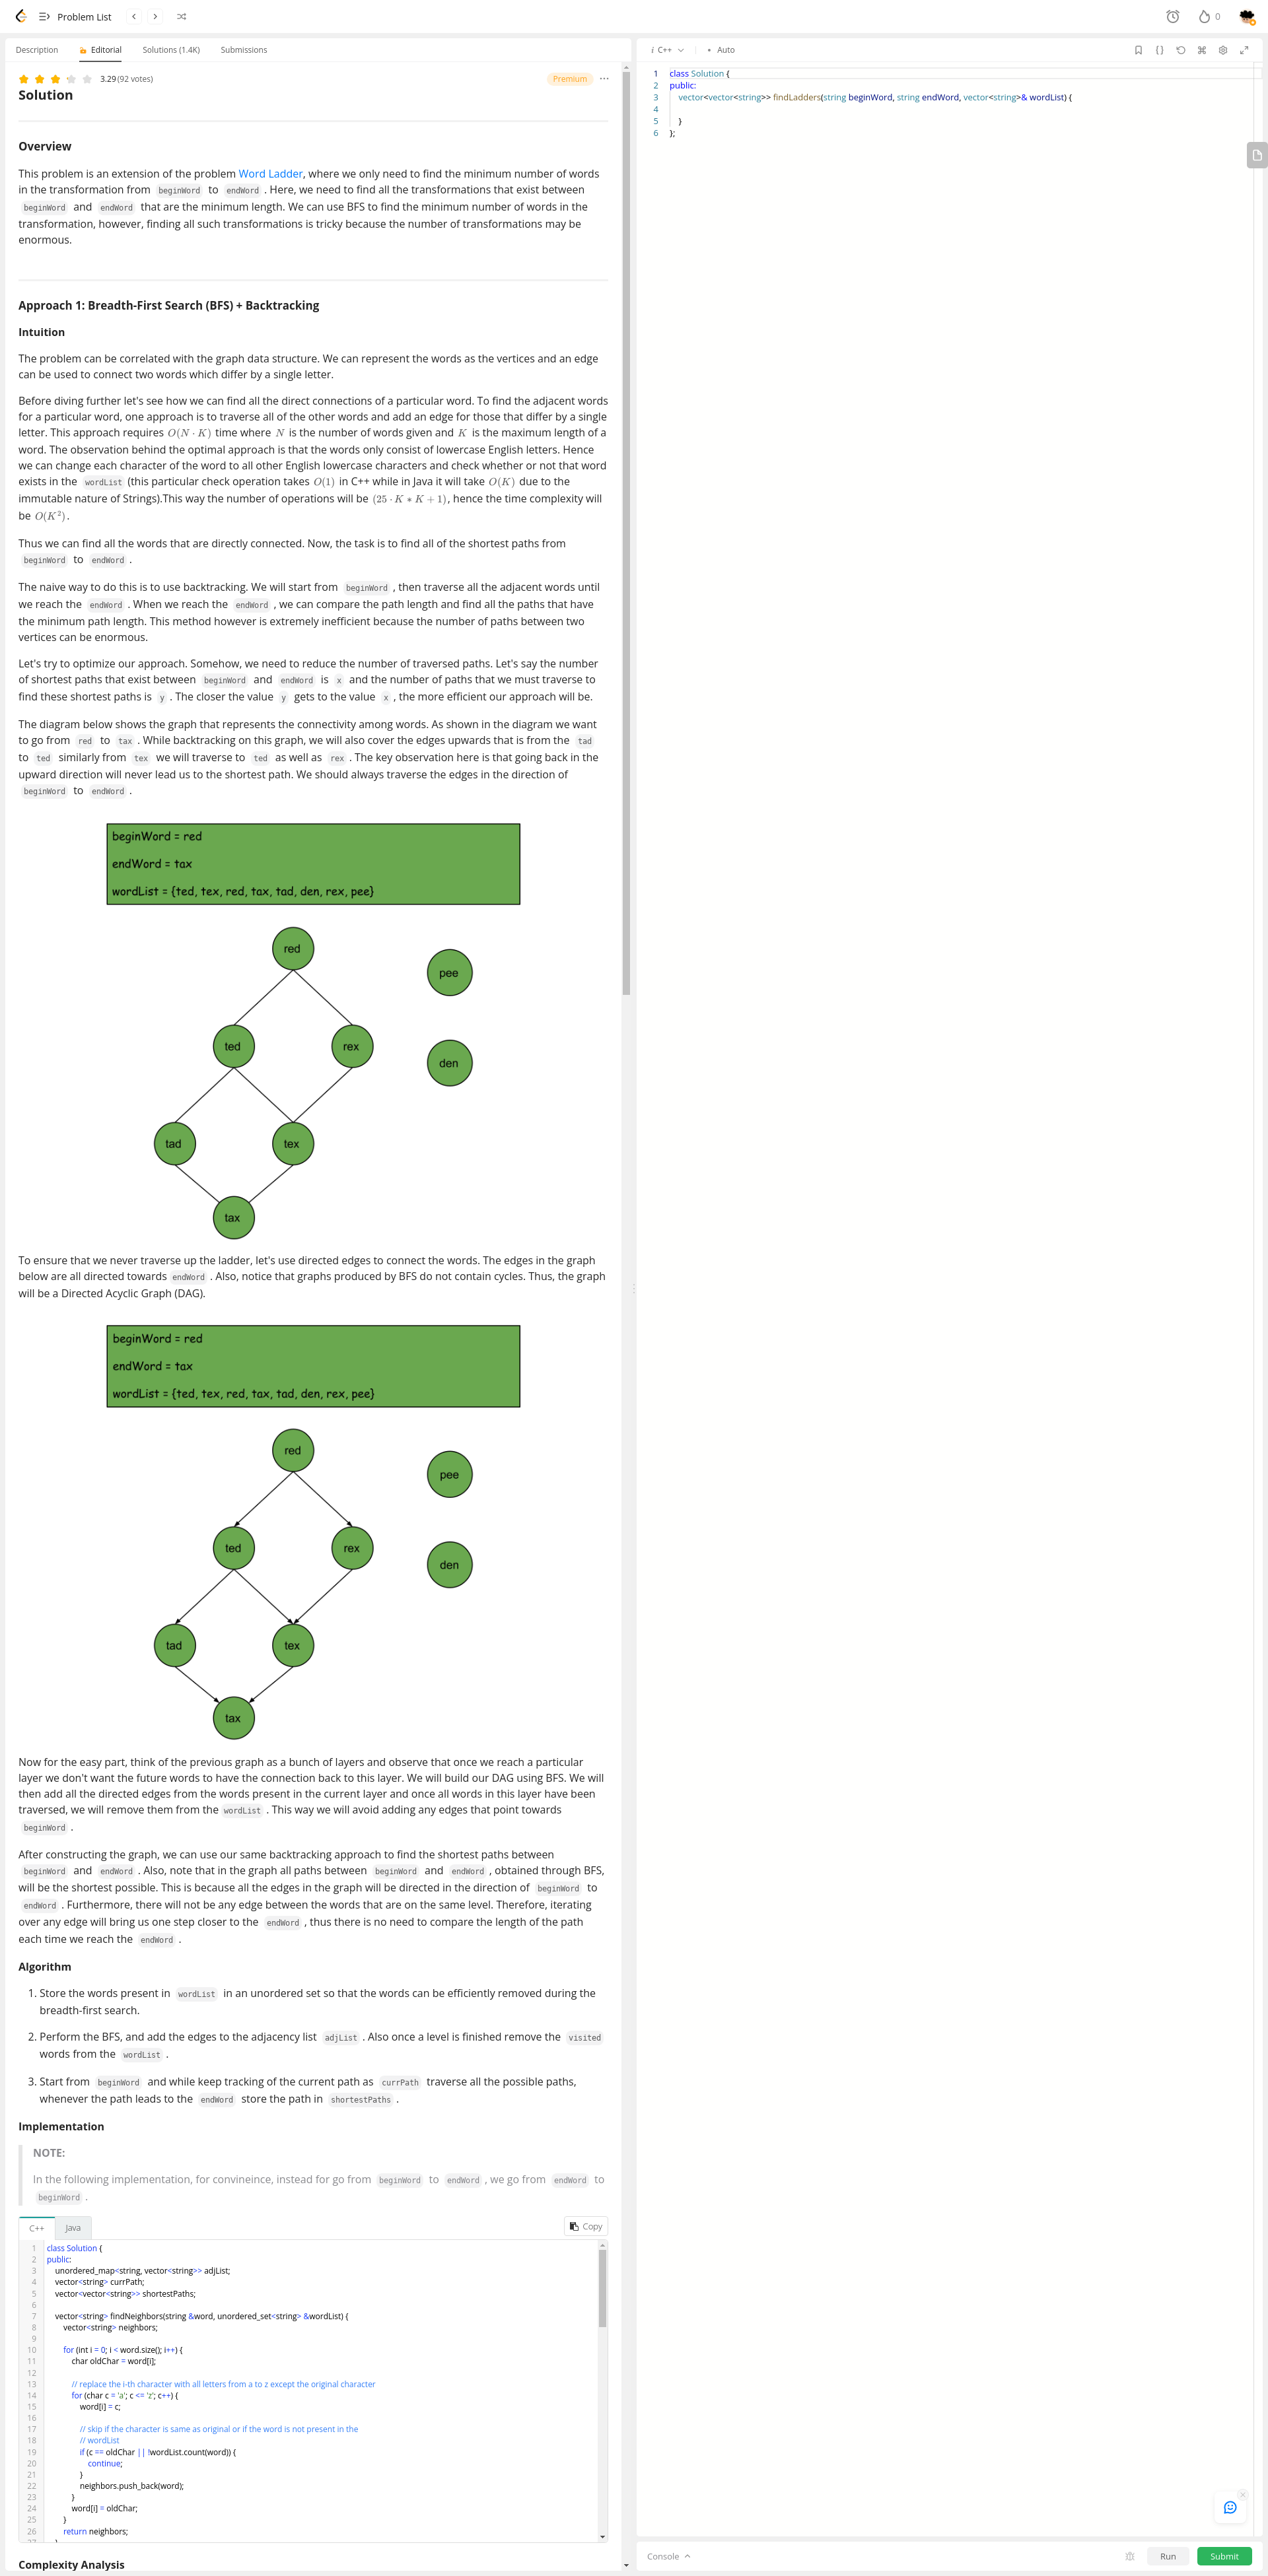 Problem List
0
Description Editorial Solutions (1.4K) Submissions
3.29 (92 votes) Premium
Solution
Overview
This problem is an extension of the problem Word Ladder, where we only need to find the minimum number of words
in the transformation from beginWord to endWord . Here, we need to find all the transformations that exist between
beginWord and endWord that are the minimum length. We can use BFS to find the minimum number of words in the
transformation, however, finding all such transformations is tricky because the number of transformations may be
enormous.
Approach 1: Breadth-First Search (BFS) + Backtracking
Intuition
The problem can be correlated with the graph data structure. We can represent the words as the vertices and an edge
can be used to connect two words which differ by a single letter.
Before diving further let's see how we can find all the direct connections of a particular word. To find the adjacent words
for a particular word, one approach is to traverse all of the other words and add an edge for those that differ by a single
letter. This approach requires O(N · K) time where N is the number of words given and K is the maximum length of a
word. The observation behind the optimal approach is that the words only consist of lowercase English letters. Hence
we can change each character of the word to all other English lowercase characters and check whether or not that word
exists in the wordList (this particular check operation takes O(1) in C++ while in Java it will take O(K) due to the
immutable nature of Strings).This way the number of operations will be (25 · K * K + 1), hence the time complexity will
be O(K²).
Thus we can find all the words that are directly connected. Now, the task is to find all of the shortest paths from
beginWord to endWord .
The naive way to do this is to use backtracking. We will start from beginWord , then traverse all the adjacent words until
we reach the endWord . When we reach the endWord , we can compare the path length and find all the paths that have
the minimum path length. This method however is extremely inefficient because the number of paths between two
vertices can be enormous.
Let's try to optimize our approach. Somehow, we need to reduce the number of traversed paths. Let's say the number
of shortest paths that exist between beginWord and endWord is x and the number of paths that we must traverse to
find these shortest paths is y . The closer the value y gets to the value x , the more efficient our approach will be.
The diagram below shows the graph that represents the connectivity among words. As shown in the diagram we want
to go from red to tax . While backtracking on this graph, we will also cover the edges upwards that is from the tad
to ted similarly from tex we will traverse to ted as well as rex . The key observation here is that going back in the
upward direction will never lead us to the shortest path. We should always traverse the edges in the direction of
beginWord to endWord .
beginWord = red
endWord = tax
wordList = {ted, tex, red, tax, tad, den, rex, pee}
red
pee
ted rex
den
tad tex
tax
To ensure that we never traverse up the ladder, let's use directed edges to connect the words. The edges in the graph
below are all directed towards endWord . Also, notice that graphs produced by BFS do not contain cycles. Thus, the graph
will be a Directed Acyclic Graph (DAG).
beginWord = red
endWord = tax
wordList = {ted, tex, red, tax, tad, den, rex, pee}
red
pee
ted rex
den
tad tex
tax
Now for the easy part, think of the previous graph as a bunch of layers and observe that once we reach a particular
layer we don't want the future words to have the connection back to this layer. We will build our DAG using BFS. We will
then add all the directed edges from the words present in the current layer and once all words in this layer have been
traversed, we will remove them from the wordList . This way we will avoid adding any edges that point towards
beginWord .
After constructing the graph, we can use our same backtracking approach to find the shortest paths between
beginWord and endWord . Also, note that in the graph all paths between beginWord and endWord , obtained through BFS,
will be the shortest possible. This is because all the edges in the graph will be directed in the direction of beginWord to
endWord . Furthermore, there will not be any edge between the words that are on the same level. Therefore, iterating
over any edge will bring us one step closer to the endWord , thus there is no need to compare the length of the path
each time we reach the endWord .
Algorithm
1. Store the words present in wordList in an unordered set so that the words can be efficiently removed during the
breadth-first search.
2. Perform the BFS, and add the edges to the adjacency list adjList . Also once a level is finished remove the visited
words from the wordList .
3. Start from beginWord and while keep tracking of the current path as currPath traverse all the possible paths,
whenever the path leads to the endWord store the path in shortestPaths .
Implementation
NOTE:
In the following implementation, for convineince, instead for go from beginWord to endWord , we go from endWord to
beginWord .
C++ Java Copy
1 class Solution {
2 public:
3 unordered_map<string, vector<string>> adjList;
4 vector<string> currPath;
5 vector<vector<string>> shortestPaths;
6
7 vector<string> findNeighbors(string &word, unordered_set<string> &wordList) {
8 vector<string> neighbors;
9
10 for (int i = 0; i < word.size(); i++) {
11 char oldChar = word[i];
12
13 // replace the i-th character with all letters from a to z except the original character
14 for (char c = 'a'; c <= 'z'; c++) {
15 word[i] = c;
16
17 // skip if the character is same as original or if the word is not present in the
18 // wordList
19 if (c == oldChar || !wordList.count(word)) {
20 continue;
21 }
22 neighbors.push_back(word);
23 }
24 word[i] = oldChar;
25 }
26 return neighbors;
Complexity Analysis
i C++ • Auto
1 class Solution {
2 public:
3 vector<vector<string>> findLadders(string beginWord, string endWord, vector<string>& wordList) {
4
5 }
6 };
Console Run Submit